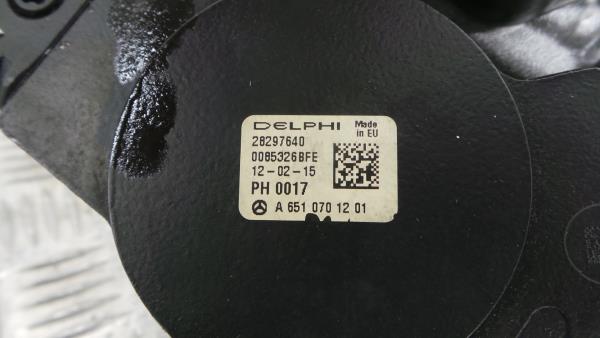 DELPHI Made in EU
28297640
0085326BFE
12-02-15
PH 0017
A 651 070 12 01